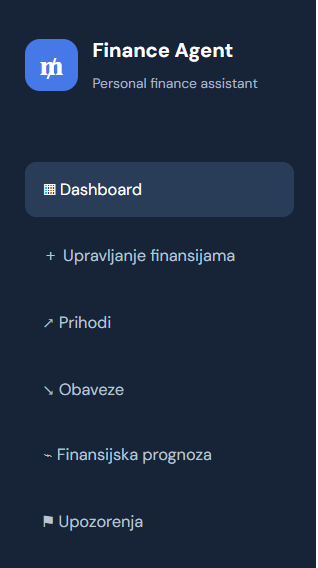 ₥
Finance Agent
Personal finance assistant
▦ Dashboard
+ Upravljanje finansijama
↗ Prihodi
↘ Obaveze
⌁ Finansijska prognoza
⚑ Upozorenja